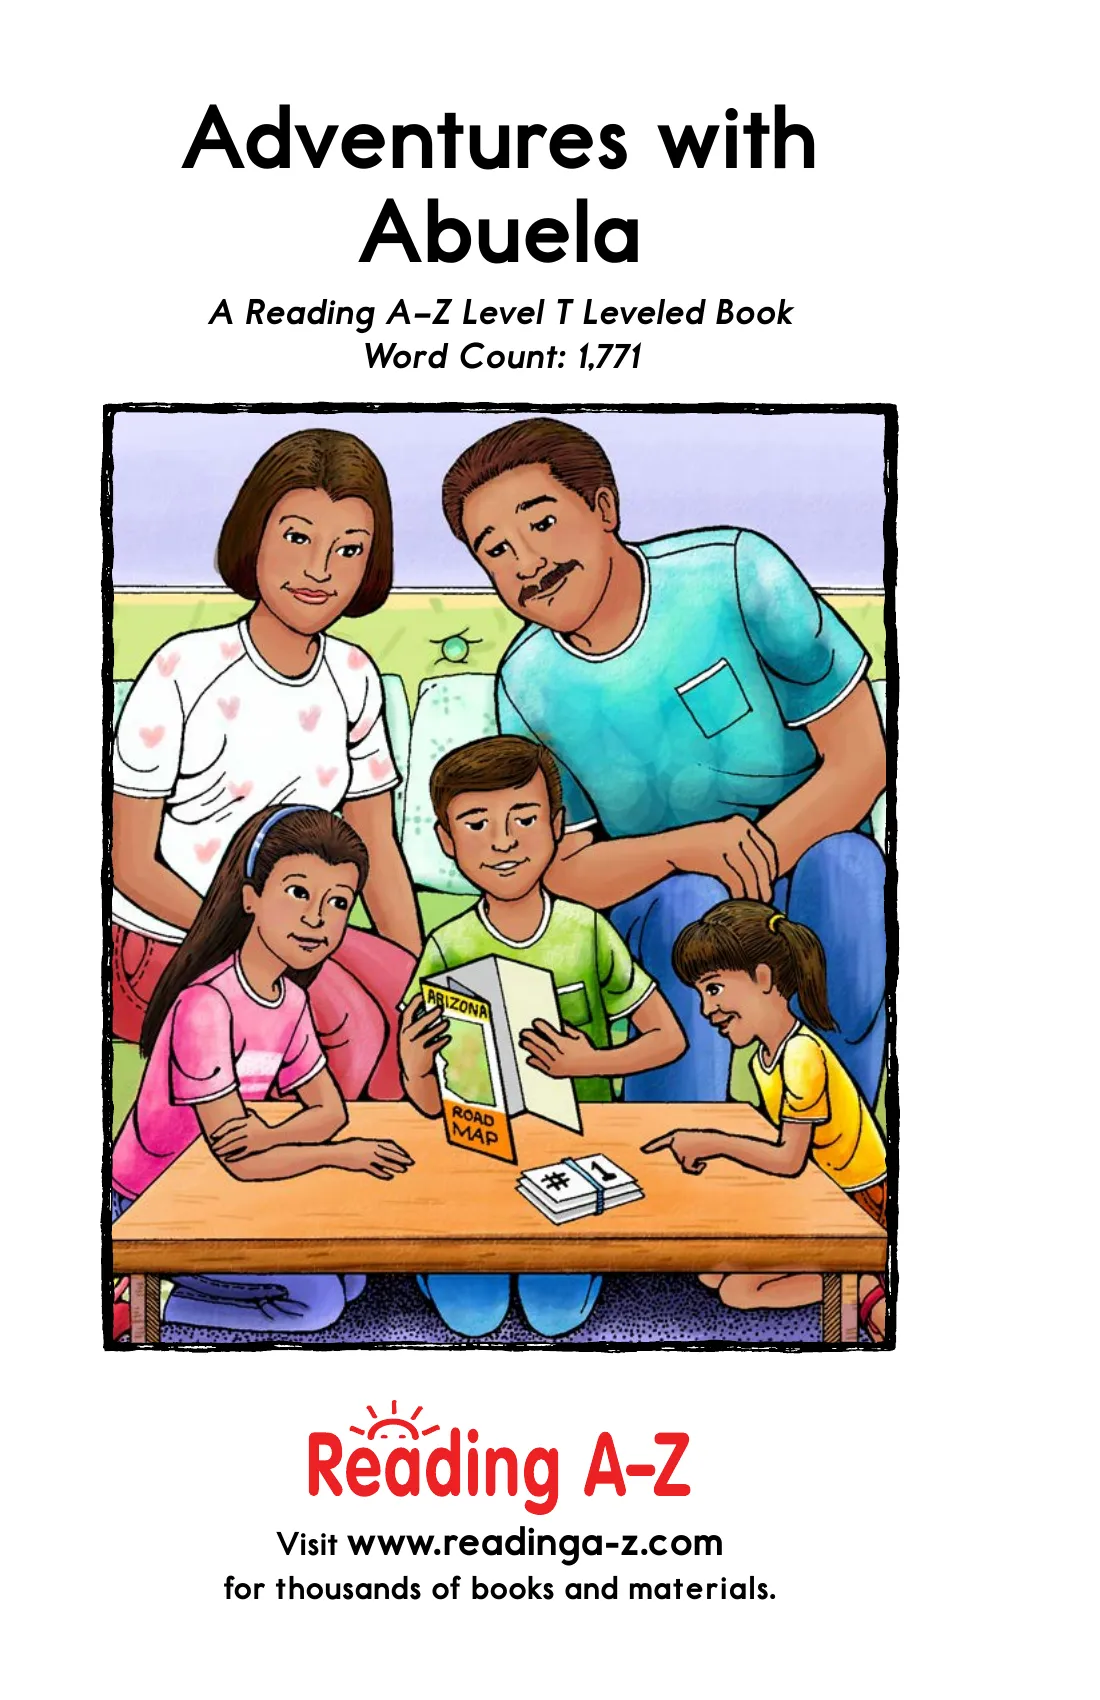 Adventures with
Abuela
A Reading A–Z Level T Leveled Book
Word Count: 1,771
ARIZONA
ROAD
MAP
# 1
Reading A–Z
Visit www.readinga-z.com
for thousands of books and materials.